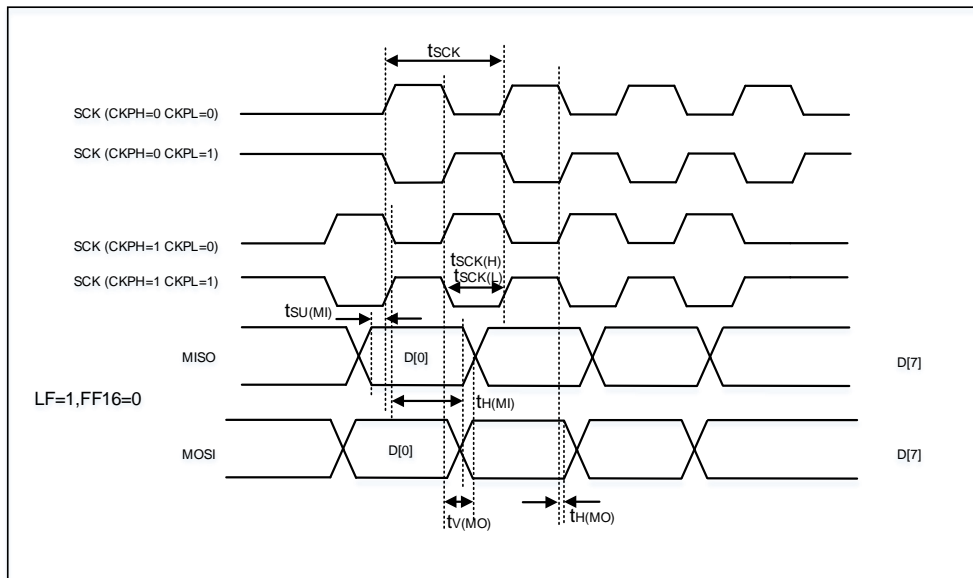 tSCK
SCK (CKPH=0 CKPL=0)
SCK (CKPH=0 CKPL=1)
SCK (CKPH=1 CKPL=0)
tSCK(H)
SCK (CKPH=1 CKPL=1)
tSCK(L)
tSU(MI)
MISO
D[0]
D[7]
LF=1,FF16=0
tH(MI)
MOSI
D[0]
D[7]
tV(MO)
tH(MO)